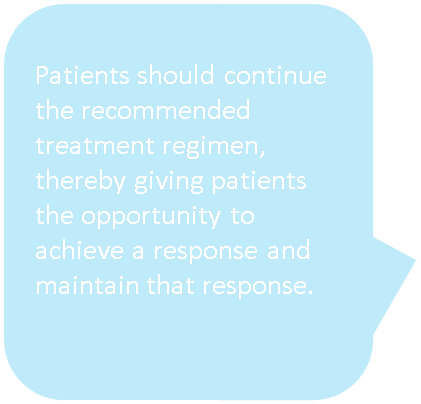 Patients should continue
the recommended
treatment regimen,
thereby giving patients
the opportunity to
achieve a response and
maintain that response.